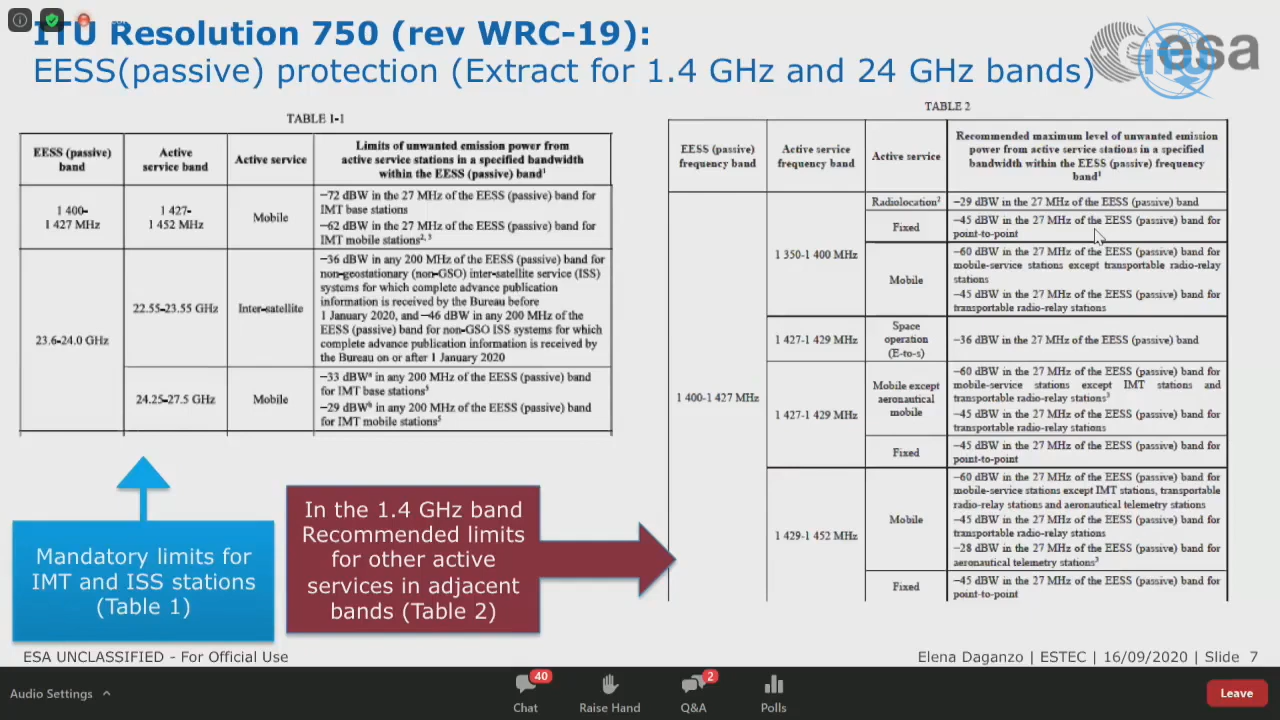 ITU Resolution 750 (rev WRC-19):
EESS(passive) protection (Extract for 1.4 GHz and 24 GHz bands)
esa
ITU
TABLE 1-1
EESS (passive)
band
Active
service band
Active service
Limits of unwanted emission power from
active service stations in a specified bandwidth
within the EESS (passive) band¹
1 400-
1 427 MHz
1 427-
1 452 MHz
Mobile
−72 dBW in the 27 MHz of the EESS (passive) band for
IMT base stations
−62 dBW in the 27 MHz of the EESS (passive) band for
IMT mobile stations², ³
23.6-24.0 GHz
22.55-23.55 GHz
Inter-satellite
−36 dBW in any 200 MHz of the EESS (passive) band for
non-geostationary (non-GSO) inter-satellite service (ISS)
systems for which complete advance publication
information is received by the Bureau before
1 January 2020, and −46 dBW in any 200 MHz of the
EESS (passive) band for non-GSO ISS systems for which
complete advance publication information is received by
the Bureau on or after 1 January 2020
24.25-27.5 GHz
Mobile
−33 dBW⁴ in any 200 MHz of the EESS (passive) band
for IMT base stations⁵
−29 dBW⁶ in any 200 MHz of the EESS (passive) band
for IMT mobile stations⁵
TABLE 2
EESS (passive)
frequency band
Active service
frequency band
Active service
Recommended maximum level of unwanted emission
power from active service stations in a specified
bandwidth within the EESS (passive) frequency
band¹
1 400-1 427 MHz
1 350-1 400 MHz
Radiolocation²
−29 dBW in the 27 MHz of the EESS (passive) band
Fixed
−45 dBW in the 27 MHz of the EESS (passive) band for
point-to-point
Mobile
−60 dBW in the 27 MHz of the EESS (passive) band for
mobile-service stations except transportable radio-relay
stations
−45 dBW in the 27 MHz of the EESS (passive) band for
transportable radio-relay stations
1 427-1 429 MHz
Space
operation
(E-to-s)
−36 dBW in the 27 MHz of the EESS (passive) band
1 427-1 429 MHz
Mobile except
aeronautical
mobile
−60 dBW in the 27 MHz of the EESS (passive) band for
mobile-service stations except IMT stations and
transportable radio-relay stations³
−45 dBW in the 27 MHz of the EESS (passive) band for
transportable radio-relay stations
Fixed
−45 dBW in the 27 MHz of the EESS (passive) band for
point-to-point
1 429-1 452 MHz
Mobile
−60 dBW in the 27 MHz of the EESS (passive) band for
mobile-service stations except IMT stations, transportable
radio-relay stations and aeronautical telemetry stations
−45 dBW in the 27 MHz of the EESS (passive) band for
transportable radio-relay stations
−28 dBW in the 27 MHz of the EESS (passive) band for
aeronautical telemetry stations³
Fixed
−45 dBW in the 27 MHz of the EESS (passive) band for
point-to-point
Mandatory limits for
IMT and ISS stations
(Table 1)
In the 1.4 GHz band
Recommended limits
for other active
services in adjacent
bands (Table 2)
ESA UNCLASSIFIED - For Official Use
Elena Daganzo | ESTEC | 16/09/2020 | Slide 7
Audio Settings
40
Chat
Raise Hand
2
Q&A
Polls
Leave